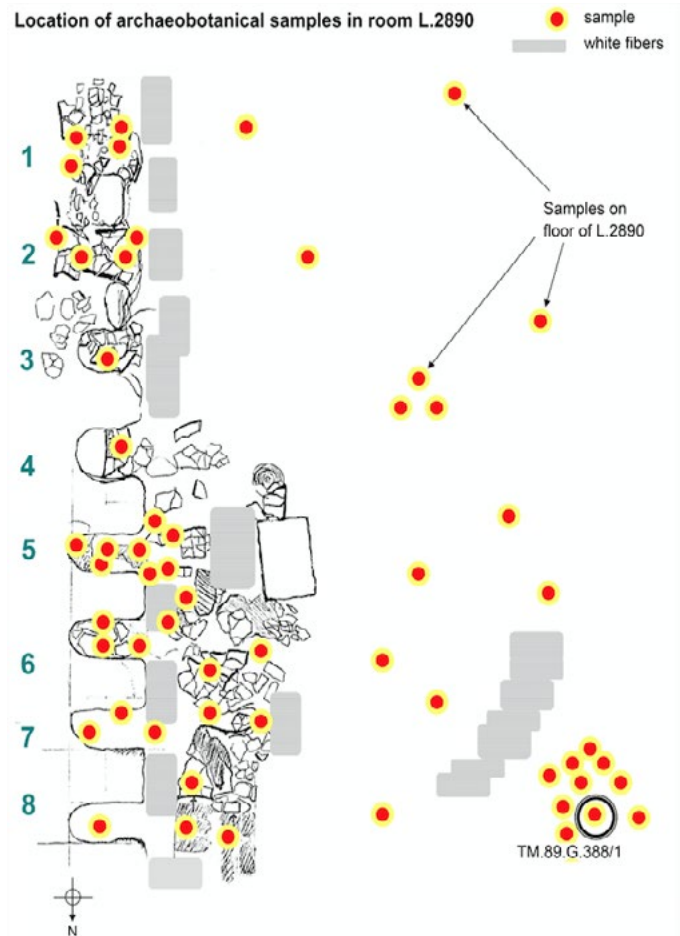 Location of archaeobotanical samples in room L.2890
sample
white fibers
1
Samples on
floor of L.2890
2
3
4
5
6
7
8
TM.89.G.388/1
N